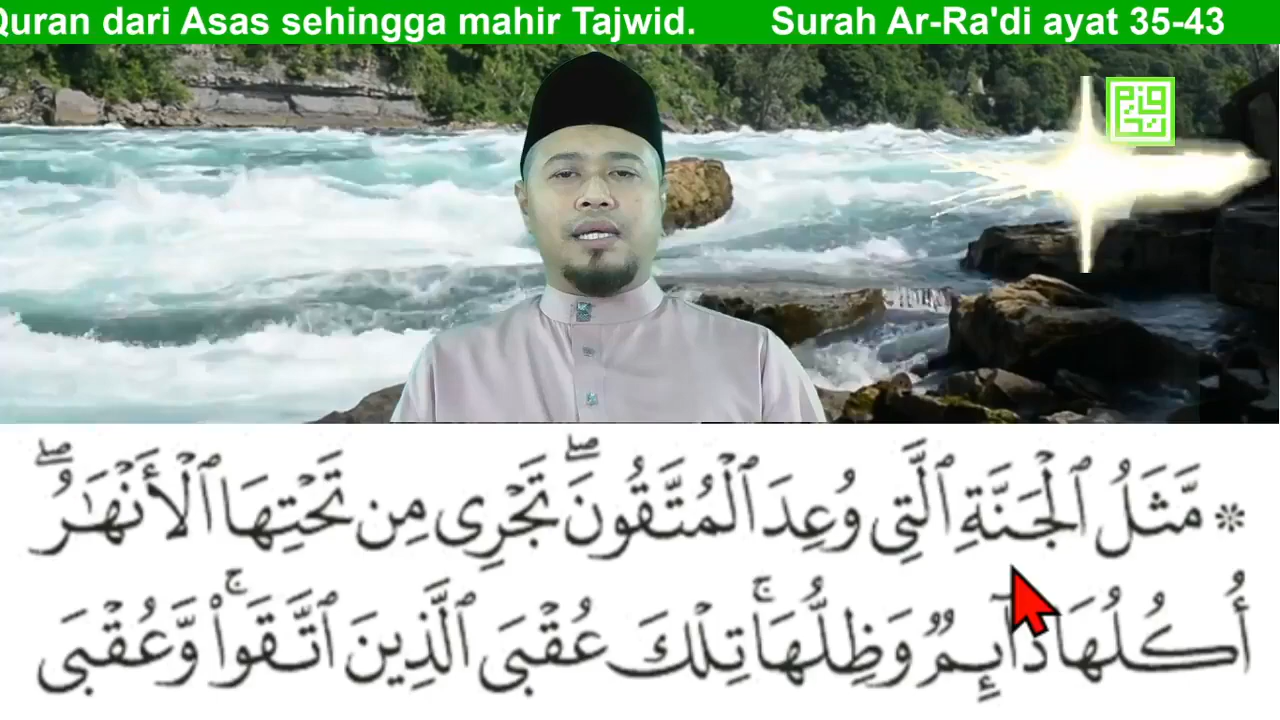 Quran dari Asas sehingga mahir Tajwid. Surah Ar-Ra'di ayat 35-43
* مَّثَلُ ٱلْجَنَّةِ ٱلَّتِى وُعِدَ ٱلْمُتَّقُونَ ۖ تَجْرِى مِن تَحْتِهَا ٱلْأَنْهَـٰرُ ۖ
أُكُلُهَا دَآئِمٌ وَظِلُّهَا ۚ تِلْكَ عُقْبَى ٱلَّذِينَ ٱتَّقَوا۟ ۚ وَّعُقْبَى